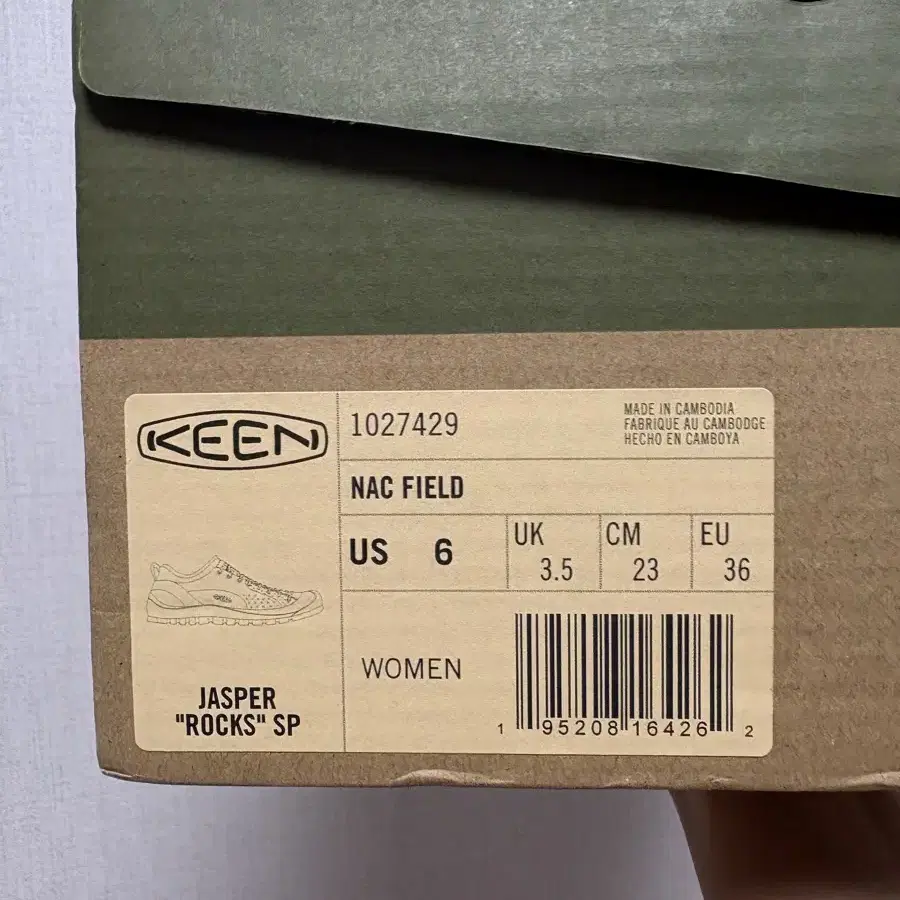 KEEN
1027429
MADE IN CAMBODIA
FABRIQUE AU CAMBODGE
HECHO EN CAMBOYA
NAC FIELD
US 6
UK 3.5
CM 23
EU 36
KEEN
JASPER
"ROCKS" SP
WOMEN
1 95208 16426 2